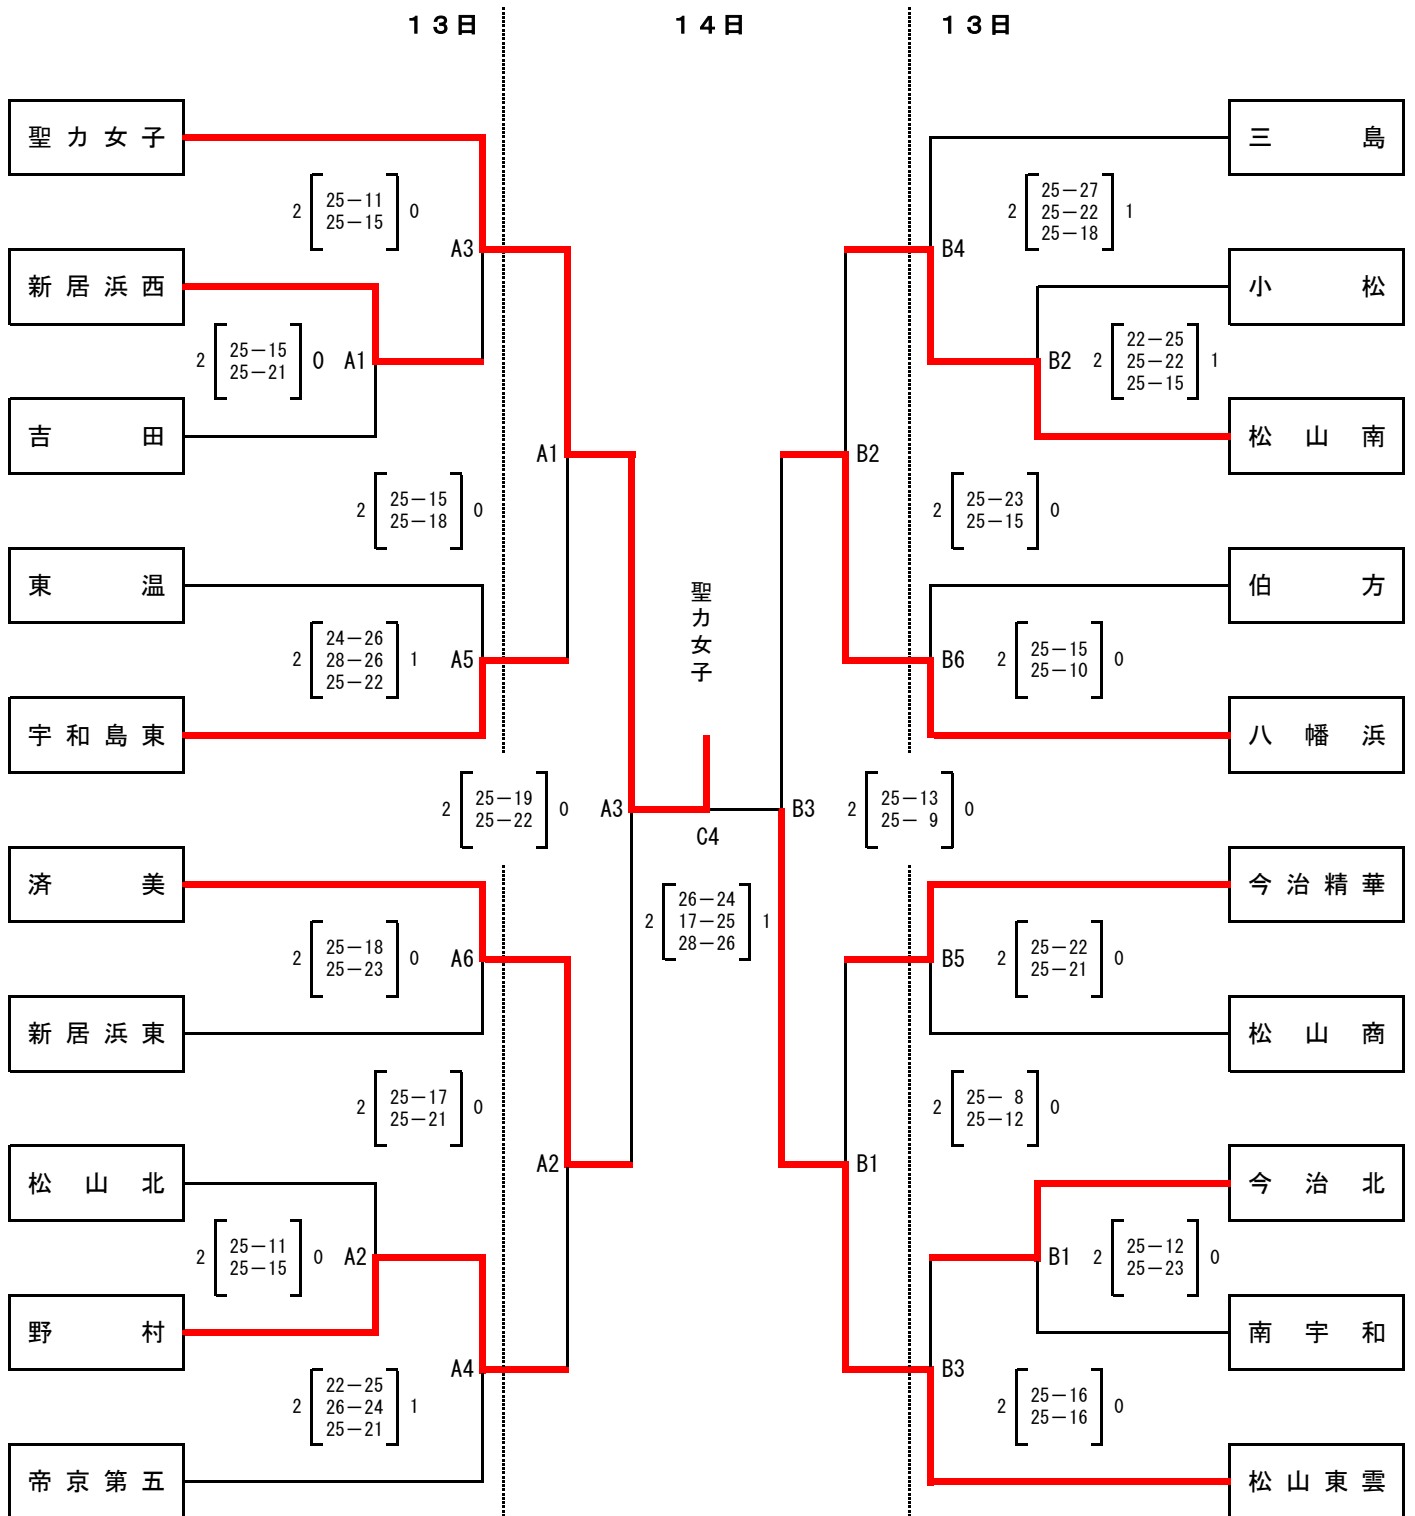 １３日
１４日
１３日
聖カ女子
新居浜西
吉田
東温
宇和島東
済美
新居浜東
松山北
野村
帝京第五
2 25－11 0
25－15
A3
2 25－15 0
25－21
A1
2 25－15 0
25－18
A1
2 24－26 1
28－26
25－22
A5
2 25－19 0
25－22
A3
2 25－18 0
25－23
A6
2 25－17 0
25－21
A2
2 25－11 0
25－15
A2
2 22－25 1
26－24
25－21
A4
聖カ女子
C4
2 26－24 1
17－25
28－26
三島
小松
松山南
伯方
八幡浜
今治精華
松山商
今治北
南宇和
松山東雲
B4
2 25－27 1
25－22
25－18
B2
2 22－25 1
25－22
25－15
B2
2 25－23 0
25－15
B6
2 25－15 0
25－10
B3
2 25－13 0
25－ 9
B5
2 25－22 0
25－21
B1
2 25－ 8 0
25－12
B1
2 25－12 0
25－23
B3
2 25－16 0
25－16